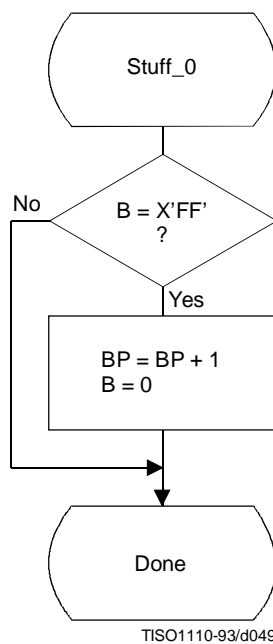 Stuff_0
No
B = X'FF'
?
Yes
BP = BP + 1
B = 0
Done
TISO1110-93/d049